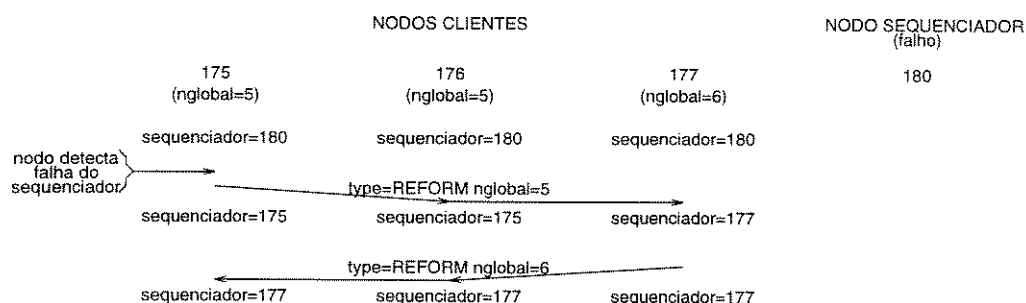 NODOS CLIENTES NODO SEQUENCIADOR
(falho)
175 176 177 180
(nglobal=5) (nglobal=5) (nglobal=6)
sequenciador=180 sequenciador=180 sequenciador=180
nodo detecta
falha do
sequenciador
type=REFORM nglobal=5
sequenciador=175 sequenciador=175 sequenciador=177
type=REFORM nglobal=6
sequenciador=177 sequenciador=177 sequenciador=177